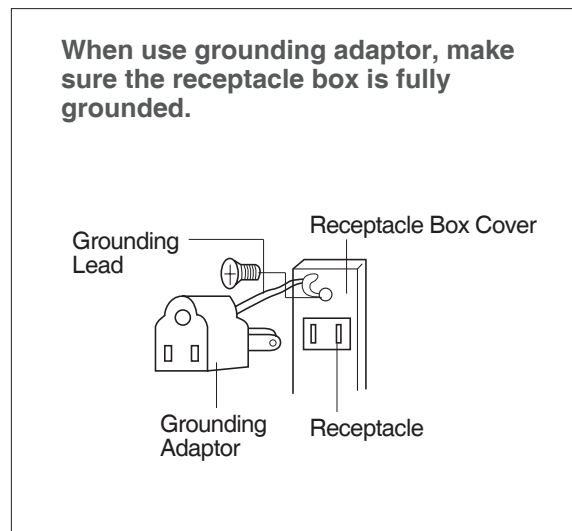 When use grounding adaptor, make
sure the receptacle box is fully
grounded.
Grounding
Lead
Receptacle Box Cover
Grounding
Adaptor
Receptacle